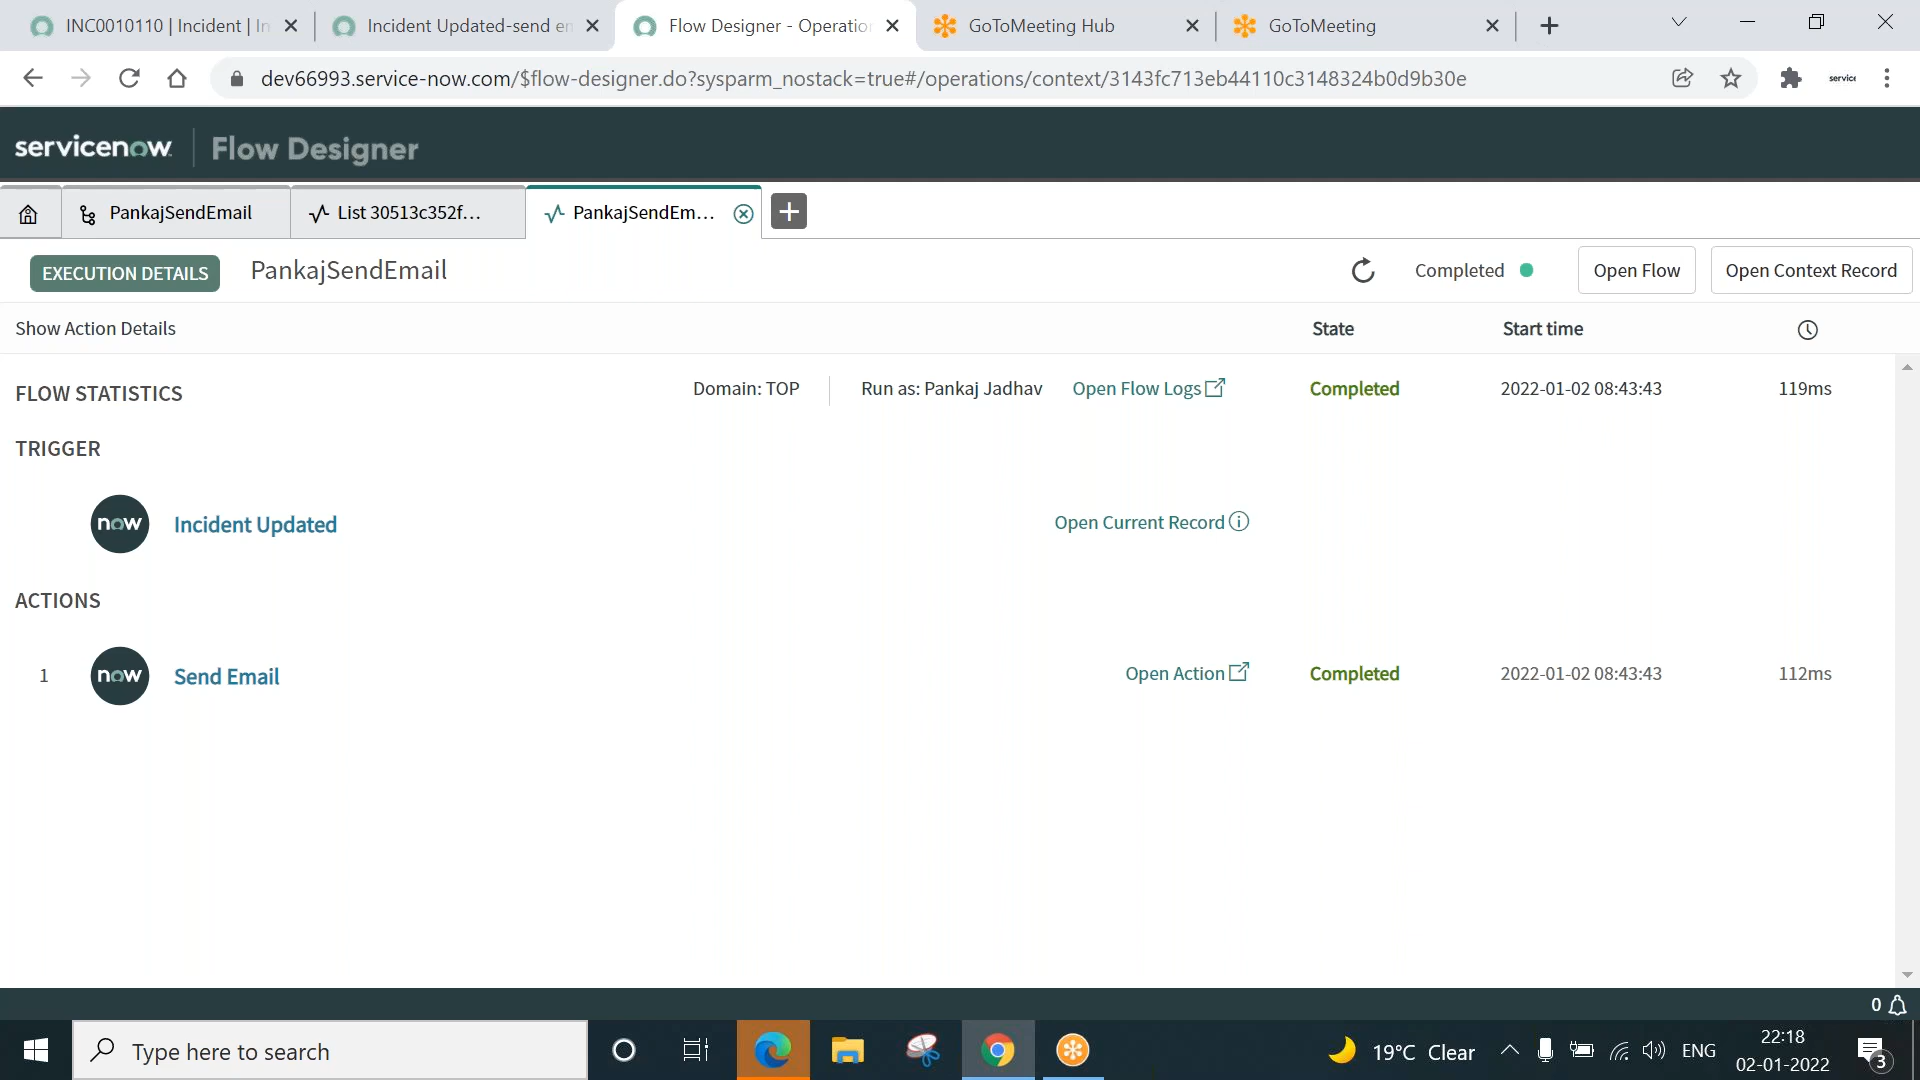 INC0010110 | Incident | In
Incident Updated-send em
Flow Designer - Operatio
GoToMeeting Hub
GoToMeeting
dev66993.service-now.com/$flow-designer.do?sysparm_nostack=true#/operations/context/3143fc713eb44110c3148324b0d9b30e
service
servicenow Flow Designer
PankajSendEmail
List 30513c352f...
PankajSendEm...
EXECUTION DETAILS
PankajSendEmail
Completed
Open Flow
Open Context Record
Show Action Details
State
Start time
FLOW STATISTICS
Domain: TOP
Run as: Pankaj Jadhav
Open Flow Logs
Completed
2022-01-02 08:43:43
119ms
TRIGGER
now
Incident Updated
Open Current Record
ACTIONS
1
now
Send Email
Open Action
Completed
2022-01-02 08:43:43
112ms
0
Type here to search
19°C Clear
ENG
22:18
02-01-2022
3